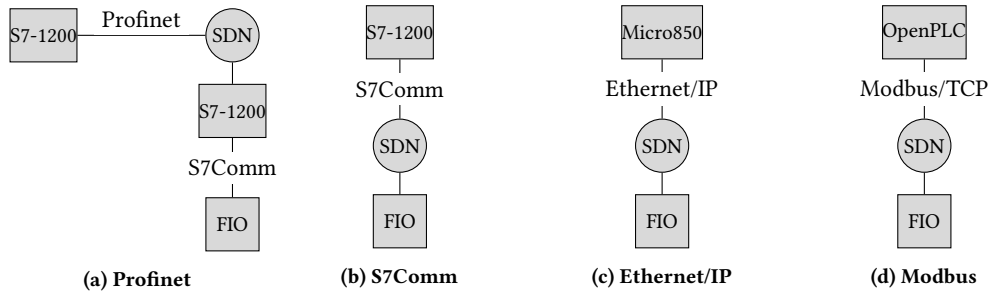 S7-1200
Profinet
SDN
S7-1200
S7Comm
FIO
(a) Profinet
S7-1200
S7Comm
SDN
FIO
(b) S7Comm
Micro850
Ethernet/IP
SDN
FIO
(c) Ethernet/IP
OpenPLC
Modbus/TCP
SDN
FIO
(d) Modbus